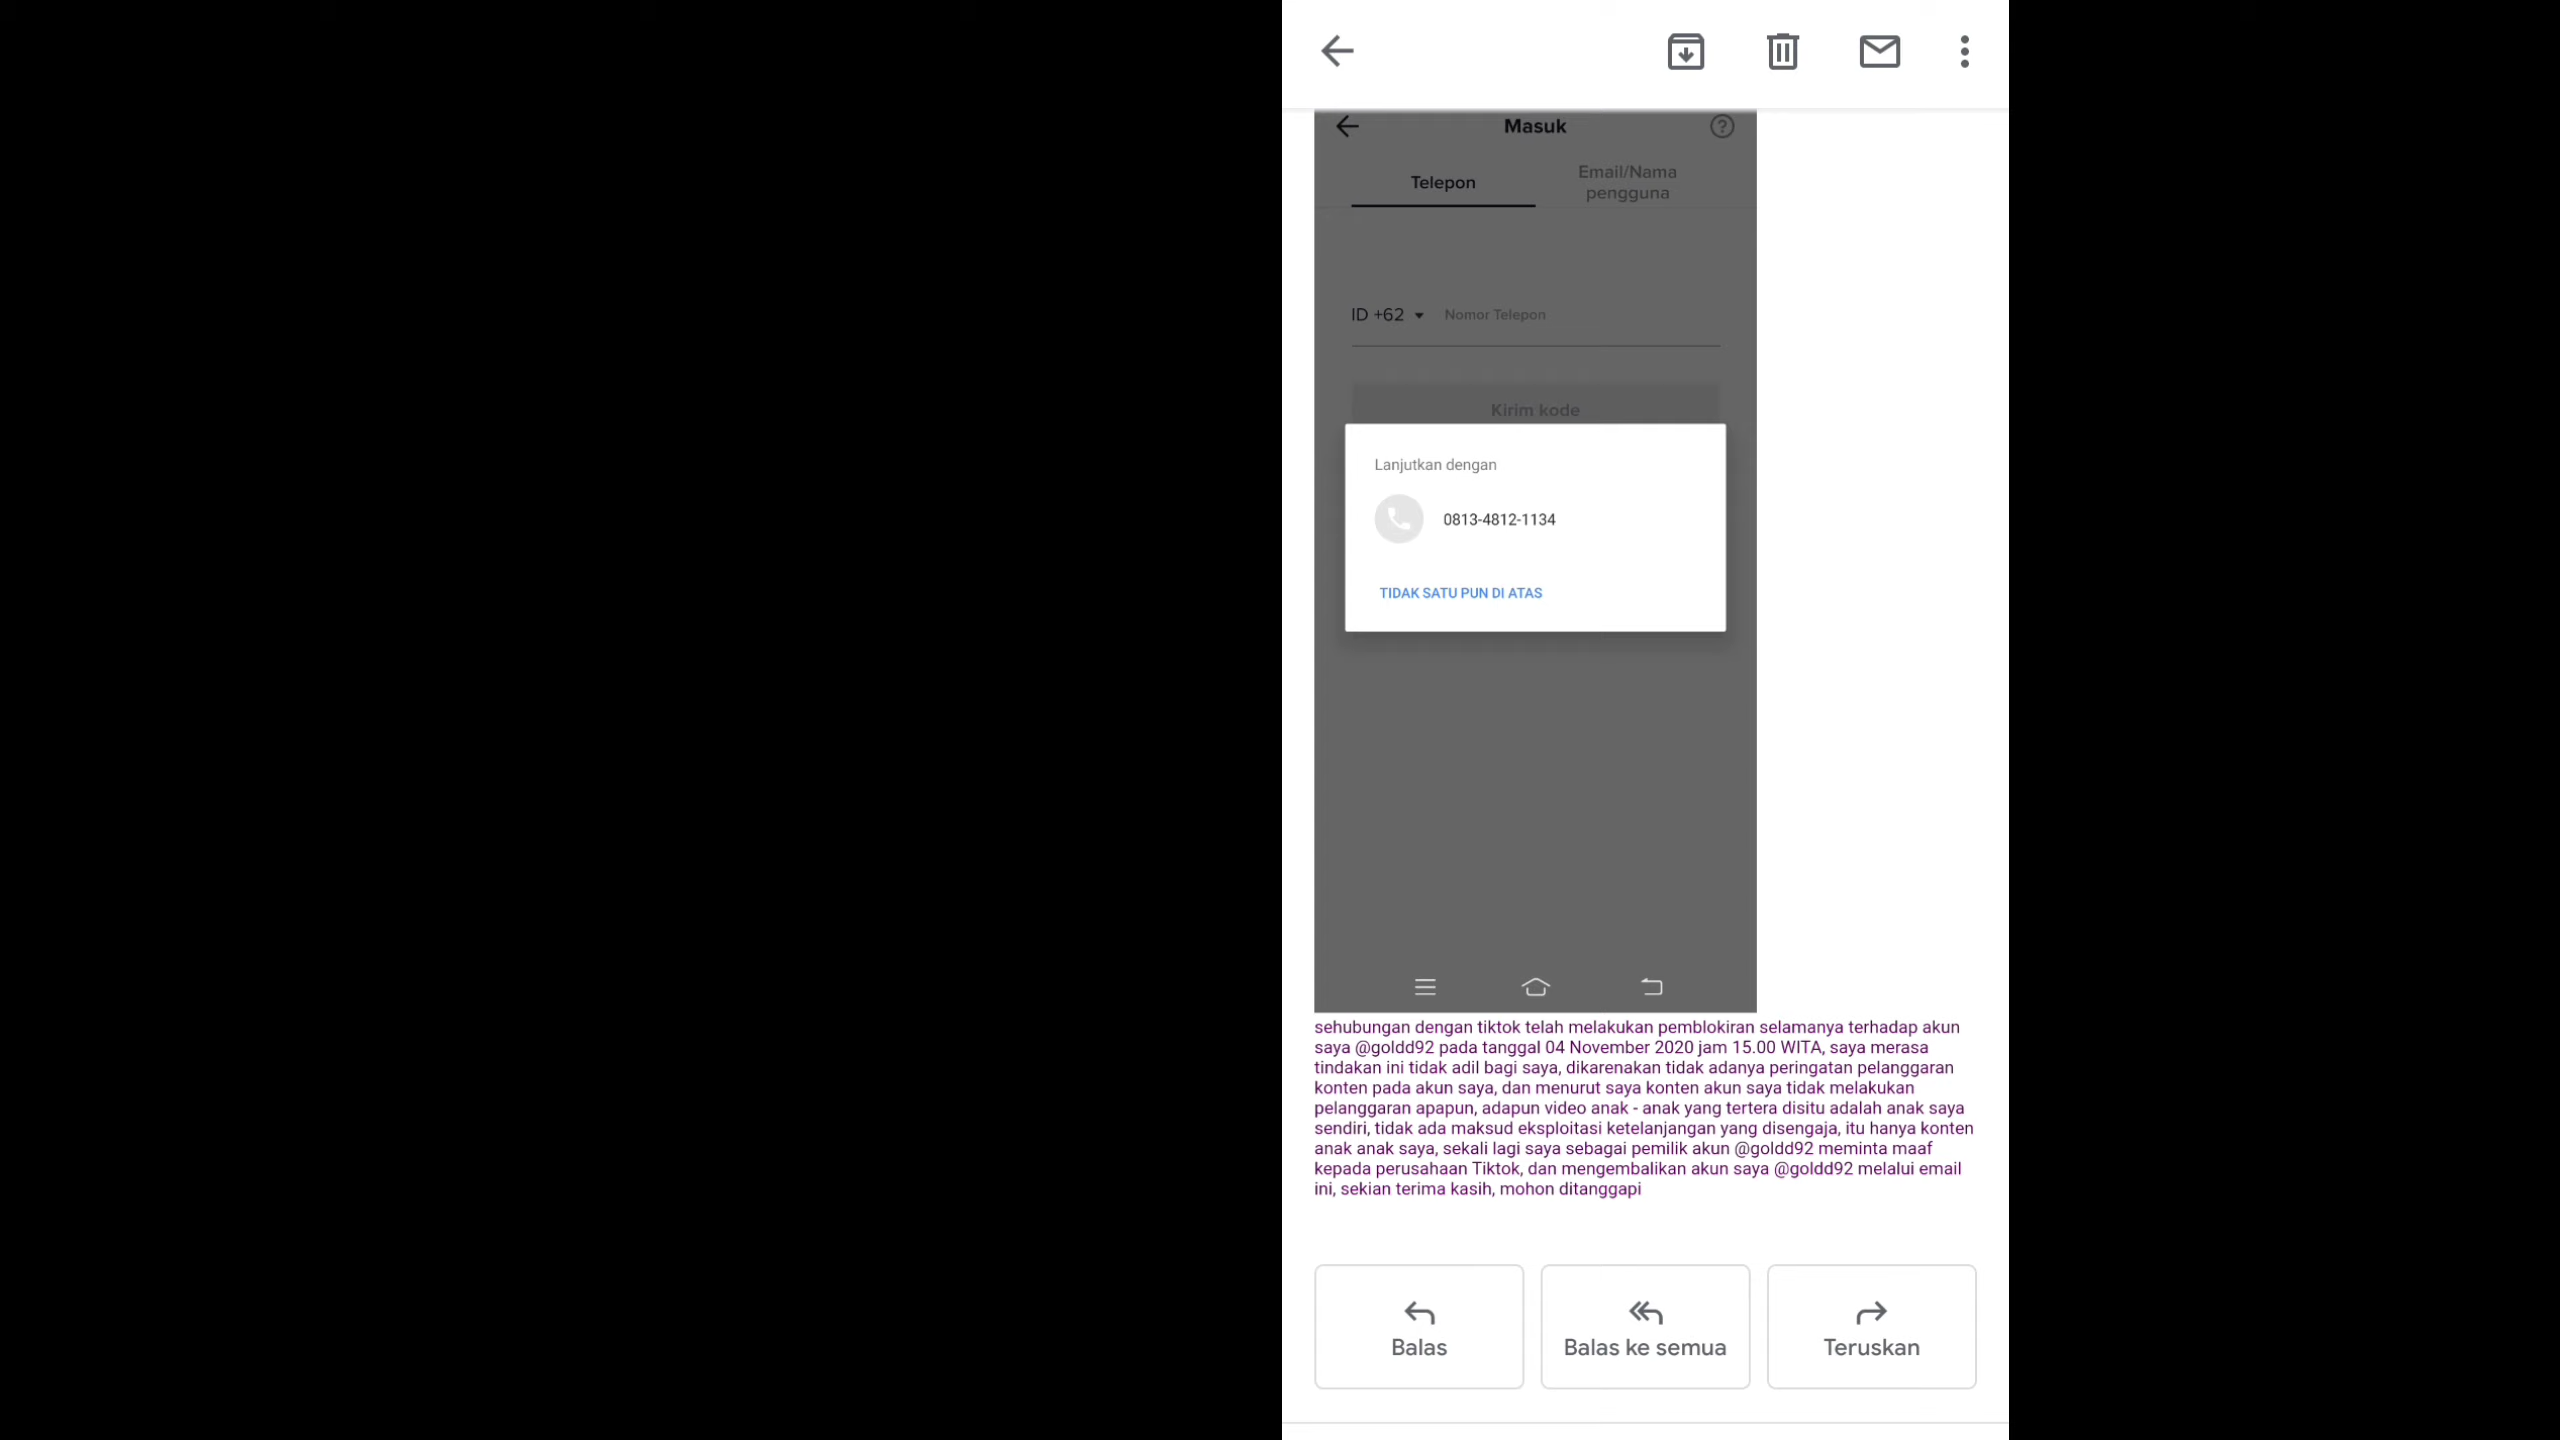 Masuk
Telepon
Email/Nama
pengguna
ID +62
Nomor Telepon
Kirim kode
Lanjutkan dengan
0813-4812-1134
TIDAK SATU PUN DI ATAS
sehubungan dengan tiktok telah melakukan pemblokiran selamanya terhadap akun
saya @goldd92 pada tanggal 04 November 2020 jam 15.00 WITA, saya merasa
tindakan ini tidak adil bagi saya, dikarenakan tidak adanya peringatan pelanggaran
konten pada akun saya, dan menurut saya konten akun saya tidak melakukan
pelanggaran apapun, adapun video anak - anak yang tertera disitu adalah anak saya
sendiri, tidak ada maksud eksploitasi ketelanjangan yang disengaja, itu hanya konten
anak anak saya, sekali lagi saya sebagai pemilik akun @goldd92 meminta maaf
kepada perusahaan Tiktok, dan mengembalikan akun saya @goldd92 melalui email
ini, sekian terima kasih, mohon ditanggapi
Balas
Balas ke semua
Teruskan